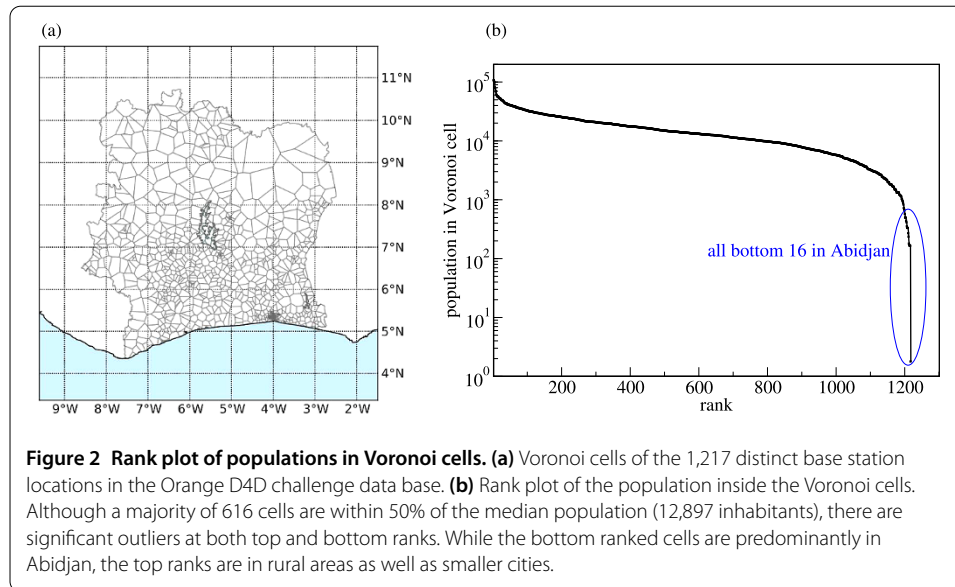 (a)
11°N
10°N
9°N
8°N
7°N
6°N
5°N
4°N
9°W 8°W 7°W 6°W 5°W 4°W 3°W 2°W
(b)
population in Voronoi cell
10^5
10^4
10^3
10^2
10^1
10^0
all bottom 16 in Abidjan
200 400 600 800 1000 1200
rank
Figure 2 Rank plot of populations in Voronoi cells. (a) Voronoi cells of the 1,217 distinct base station
locations in the Orange D4D challenge data base. (b) Rank plot of the population inside the Voronoi cells.
Although a majority of 616 cells are within 50% of the median population (12,897 inhabitants), there are
significant outliers at both top and bottom ranks. While the bottom ranked cells are predominantly in
Abidjan, the top ranks are in rural areas as well as smaller cities.